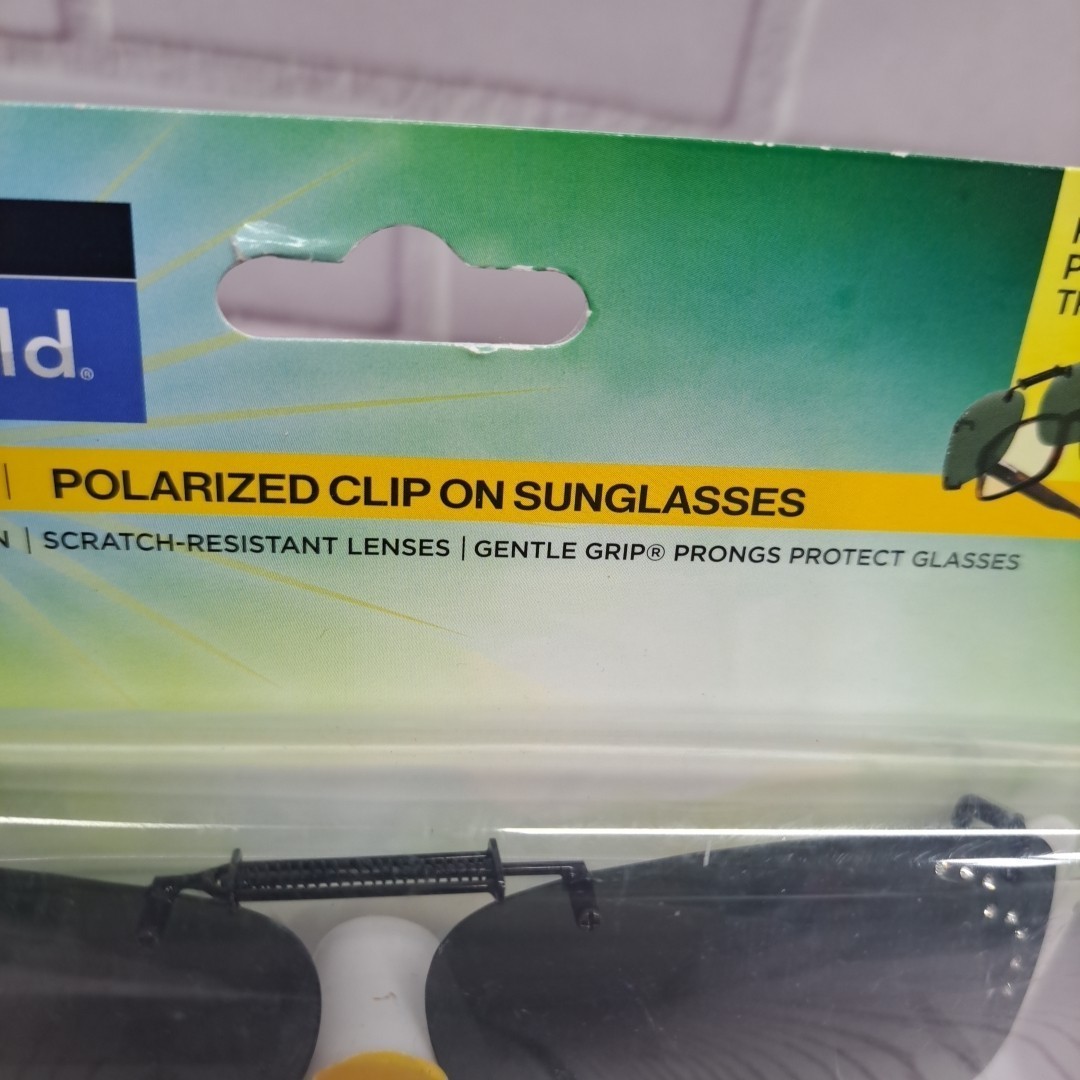 ld®
POLARIZED CLIP ON SUNGLASSES
N | SCRATCH-RESISTANT LENSES | GENTLE GRIP® PRONGS PROTECT GLASSES